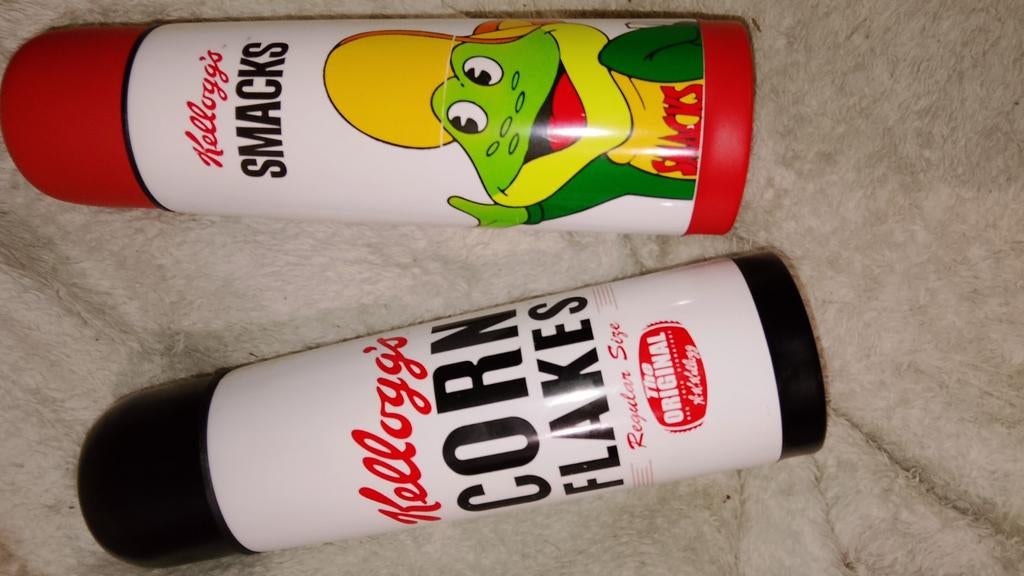 Kellogg's
SMACKS
SMACKS
Kellogg's
CORN
FLAKES
Regular Size
The
ORIGINAL